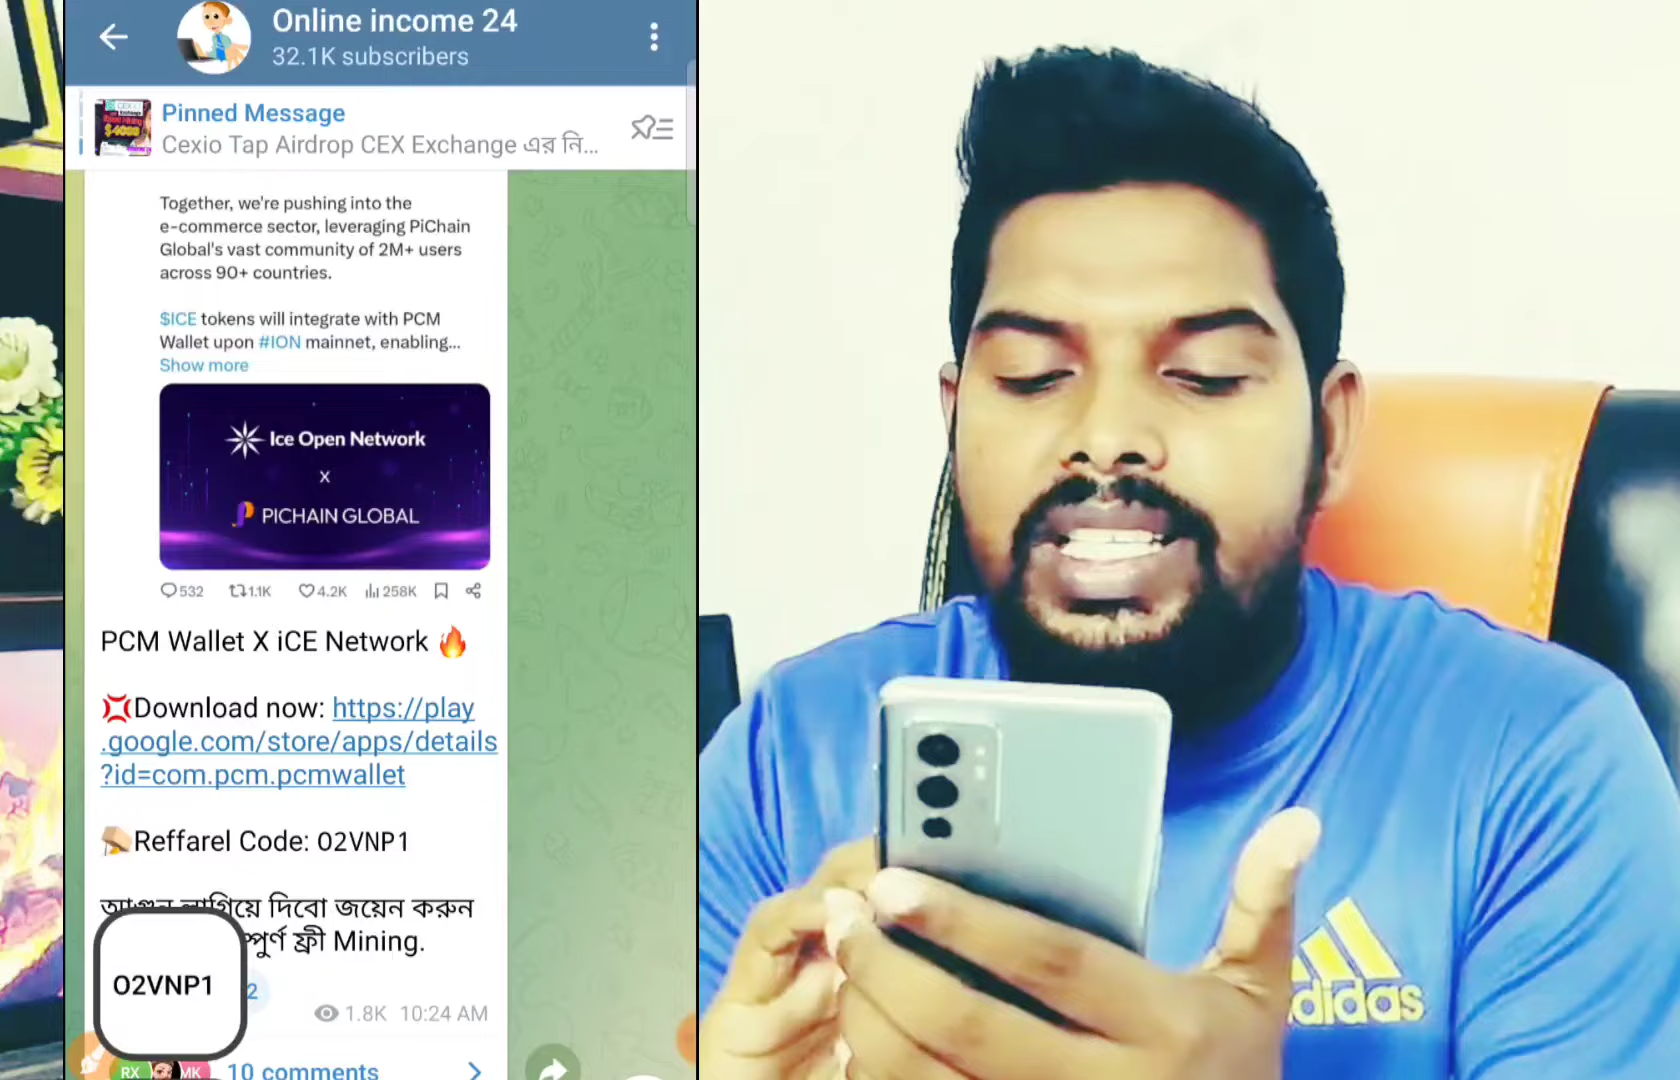 Online income 24
32.1K subscribers
Pinned Message
Cexio Tap Airdrop CEX Exchange এর নি...
Together, we're pushing into the
e-commerce sector, leveraging PiChain
Global's vast community of 2M+ users
across 90+ countries.
$ICE tokens will integrate with PCM
Wallet upon #ION mainnet, enabling...
Show more
Ice Open Network
X
PICHAIN GLOBAL
532 1.1K 4.2K 258K
PCM Wallet X iCE Network 🔥
💢Download now: https://play
.google.com/store/apps/details
?id=com.pcm.pcmwallet
Reffarel Code: O2VNP1
আগুন লাগিয়ে দিবো জয়েন করুন
ফ্রী Mining.
O2VNP1
2
1.8K 10:24 AM
RX MK 10 comments
adidas